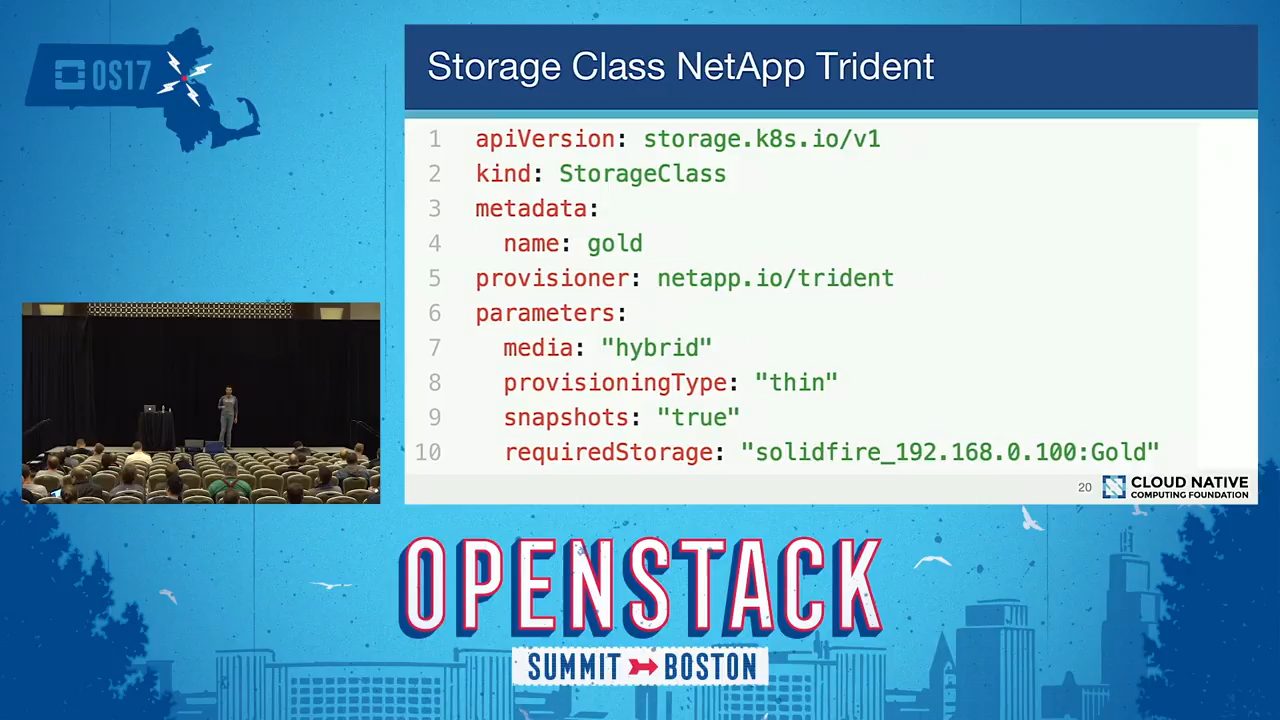 OS17
Storage Class NetApp Trident
1 apiVersion: storage.k8s.io/v1
2 kind: StorageClass
3 metadata:
4   name: gold
5 provisioner: netapp.io/trident
6 parameters:
7   media: "hybrid"
8   provisioningType: "thin"
9   snapshots: "true"
10   requiredStorage: "solidfire_192.168.0.100:Gold"
20
CLOUD NATIVE
COMPUTING FOUNDATION
OPENSTACK
SUMMIT BOSTON